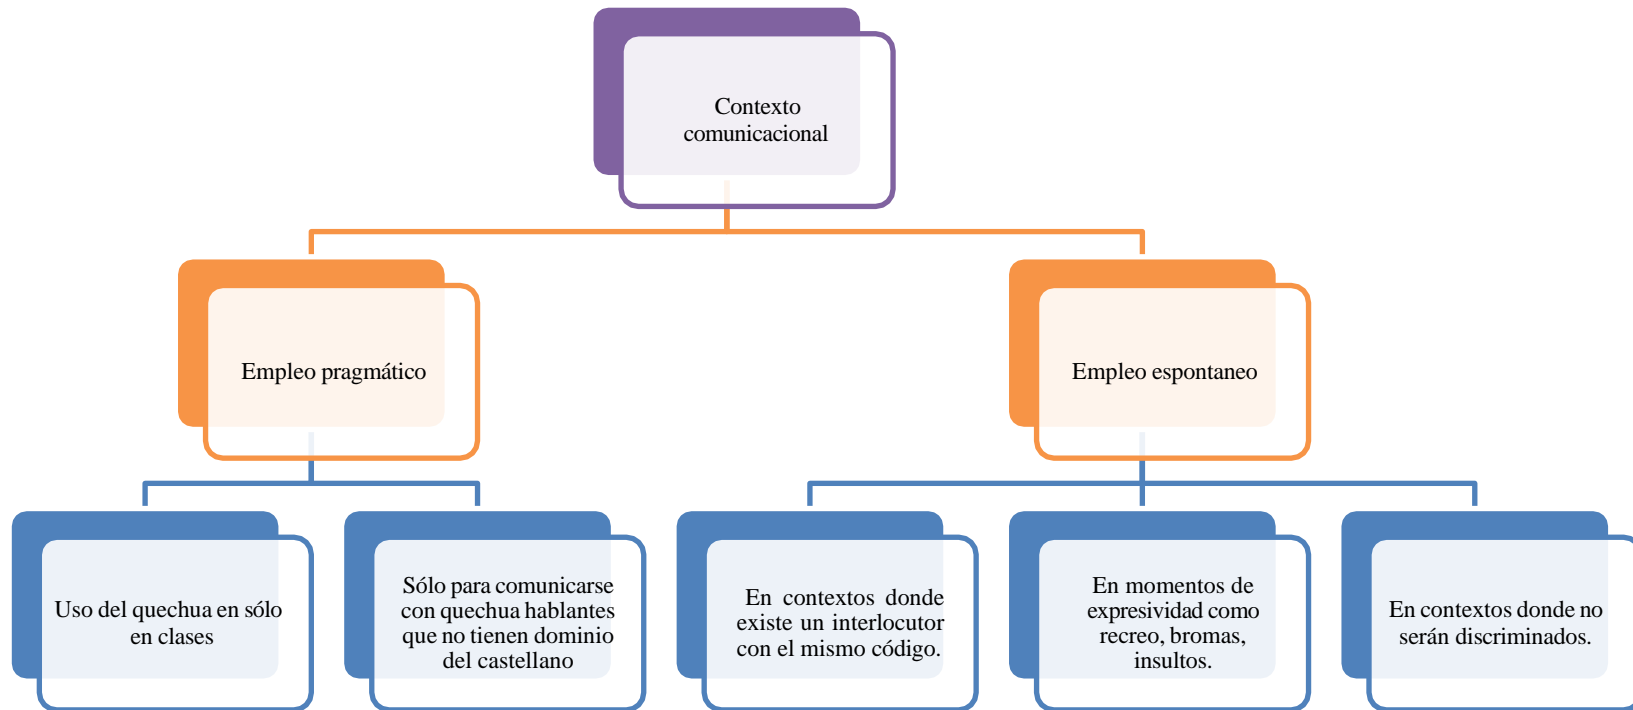 Contexto
comunicacional
Empleo pragmático
Empleo espontaneo
Uso del quechua en sólo
en clases
Sólo para comunicarse
con quechua hablantes
que no tienen dominio
del castellano
En contextos donde
existe un interlocutor
con el mismo código.
En momentos de
expresividad como
recreo, bromas,
insultos.
En contextos donde no
serán discriminados.